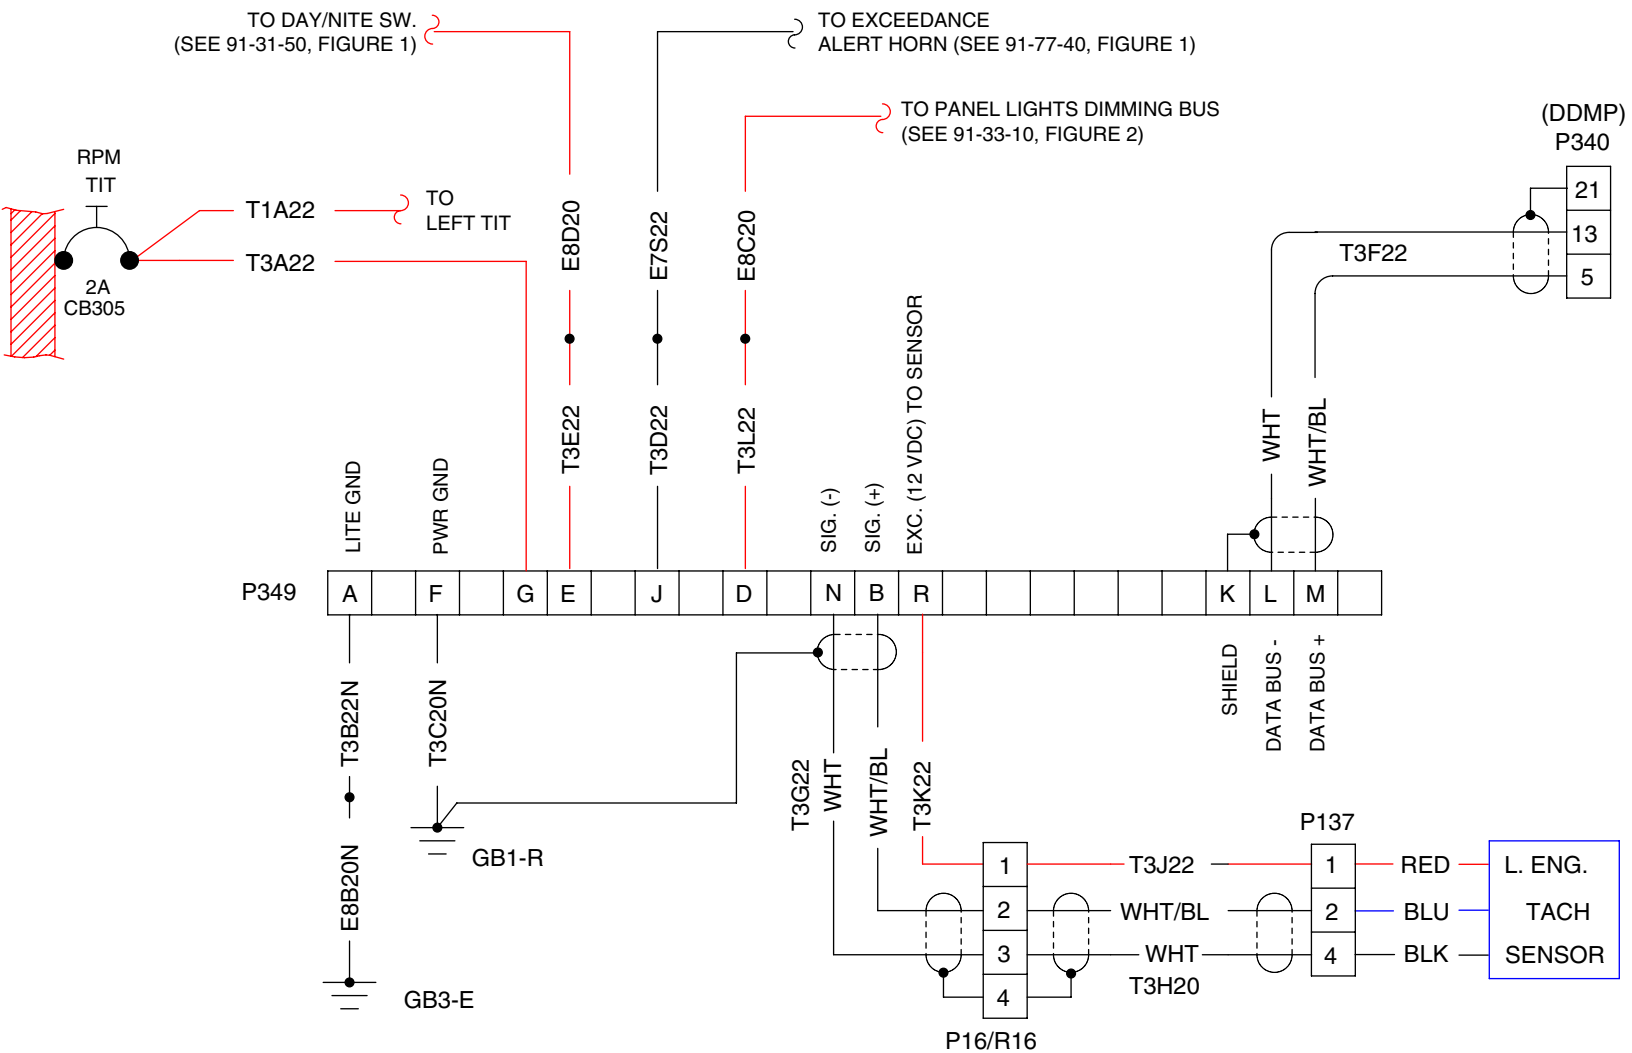 TO DAY/NITE SW.
(SEE 91-31-50, FIGURE 1)
TO EXCEEDANCE
ALERT HORN (SEE 91-77-40, FIGURE 1)
TO PANEL LIGHTS DIMMING BUS
(SEE 91-33-10, FIGURE 2)
(DDMP)
P340
21
13
5
T3F22
RPM
TIT
2A
CB305
T1A22
TO
LEFT TIT
T3A22
E8D20
E7S22
E8C20
T3E22
T3D22
T3L22
LITE GND
PWR GND
SIG. (-)
SIG. (+)
EXC. (12 VDC) TO SENSOR
WHT
WHT/BL
P349
A
F
G
E
J
D
N
B
R
K
L
M
SHIELD
DATA BUS -
DATA BUS +
T3B22N
T3C20N
E8B20N
GB1-R
GB3-E
T3G22
WHT
WHT/BL
T3K22
1
2
3
4
P16/R16
T3J22
WHT/BL
WHT
T3H20
P137
1
2
4
RED
BLU
BLK
L. ENG.
TACH
SENSOR